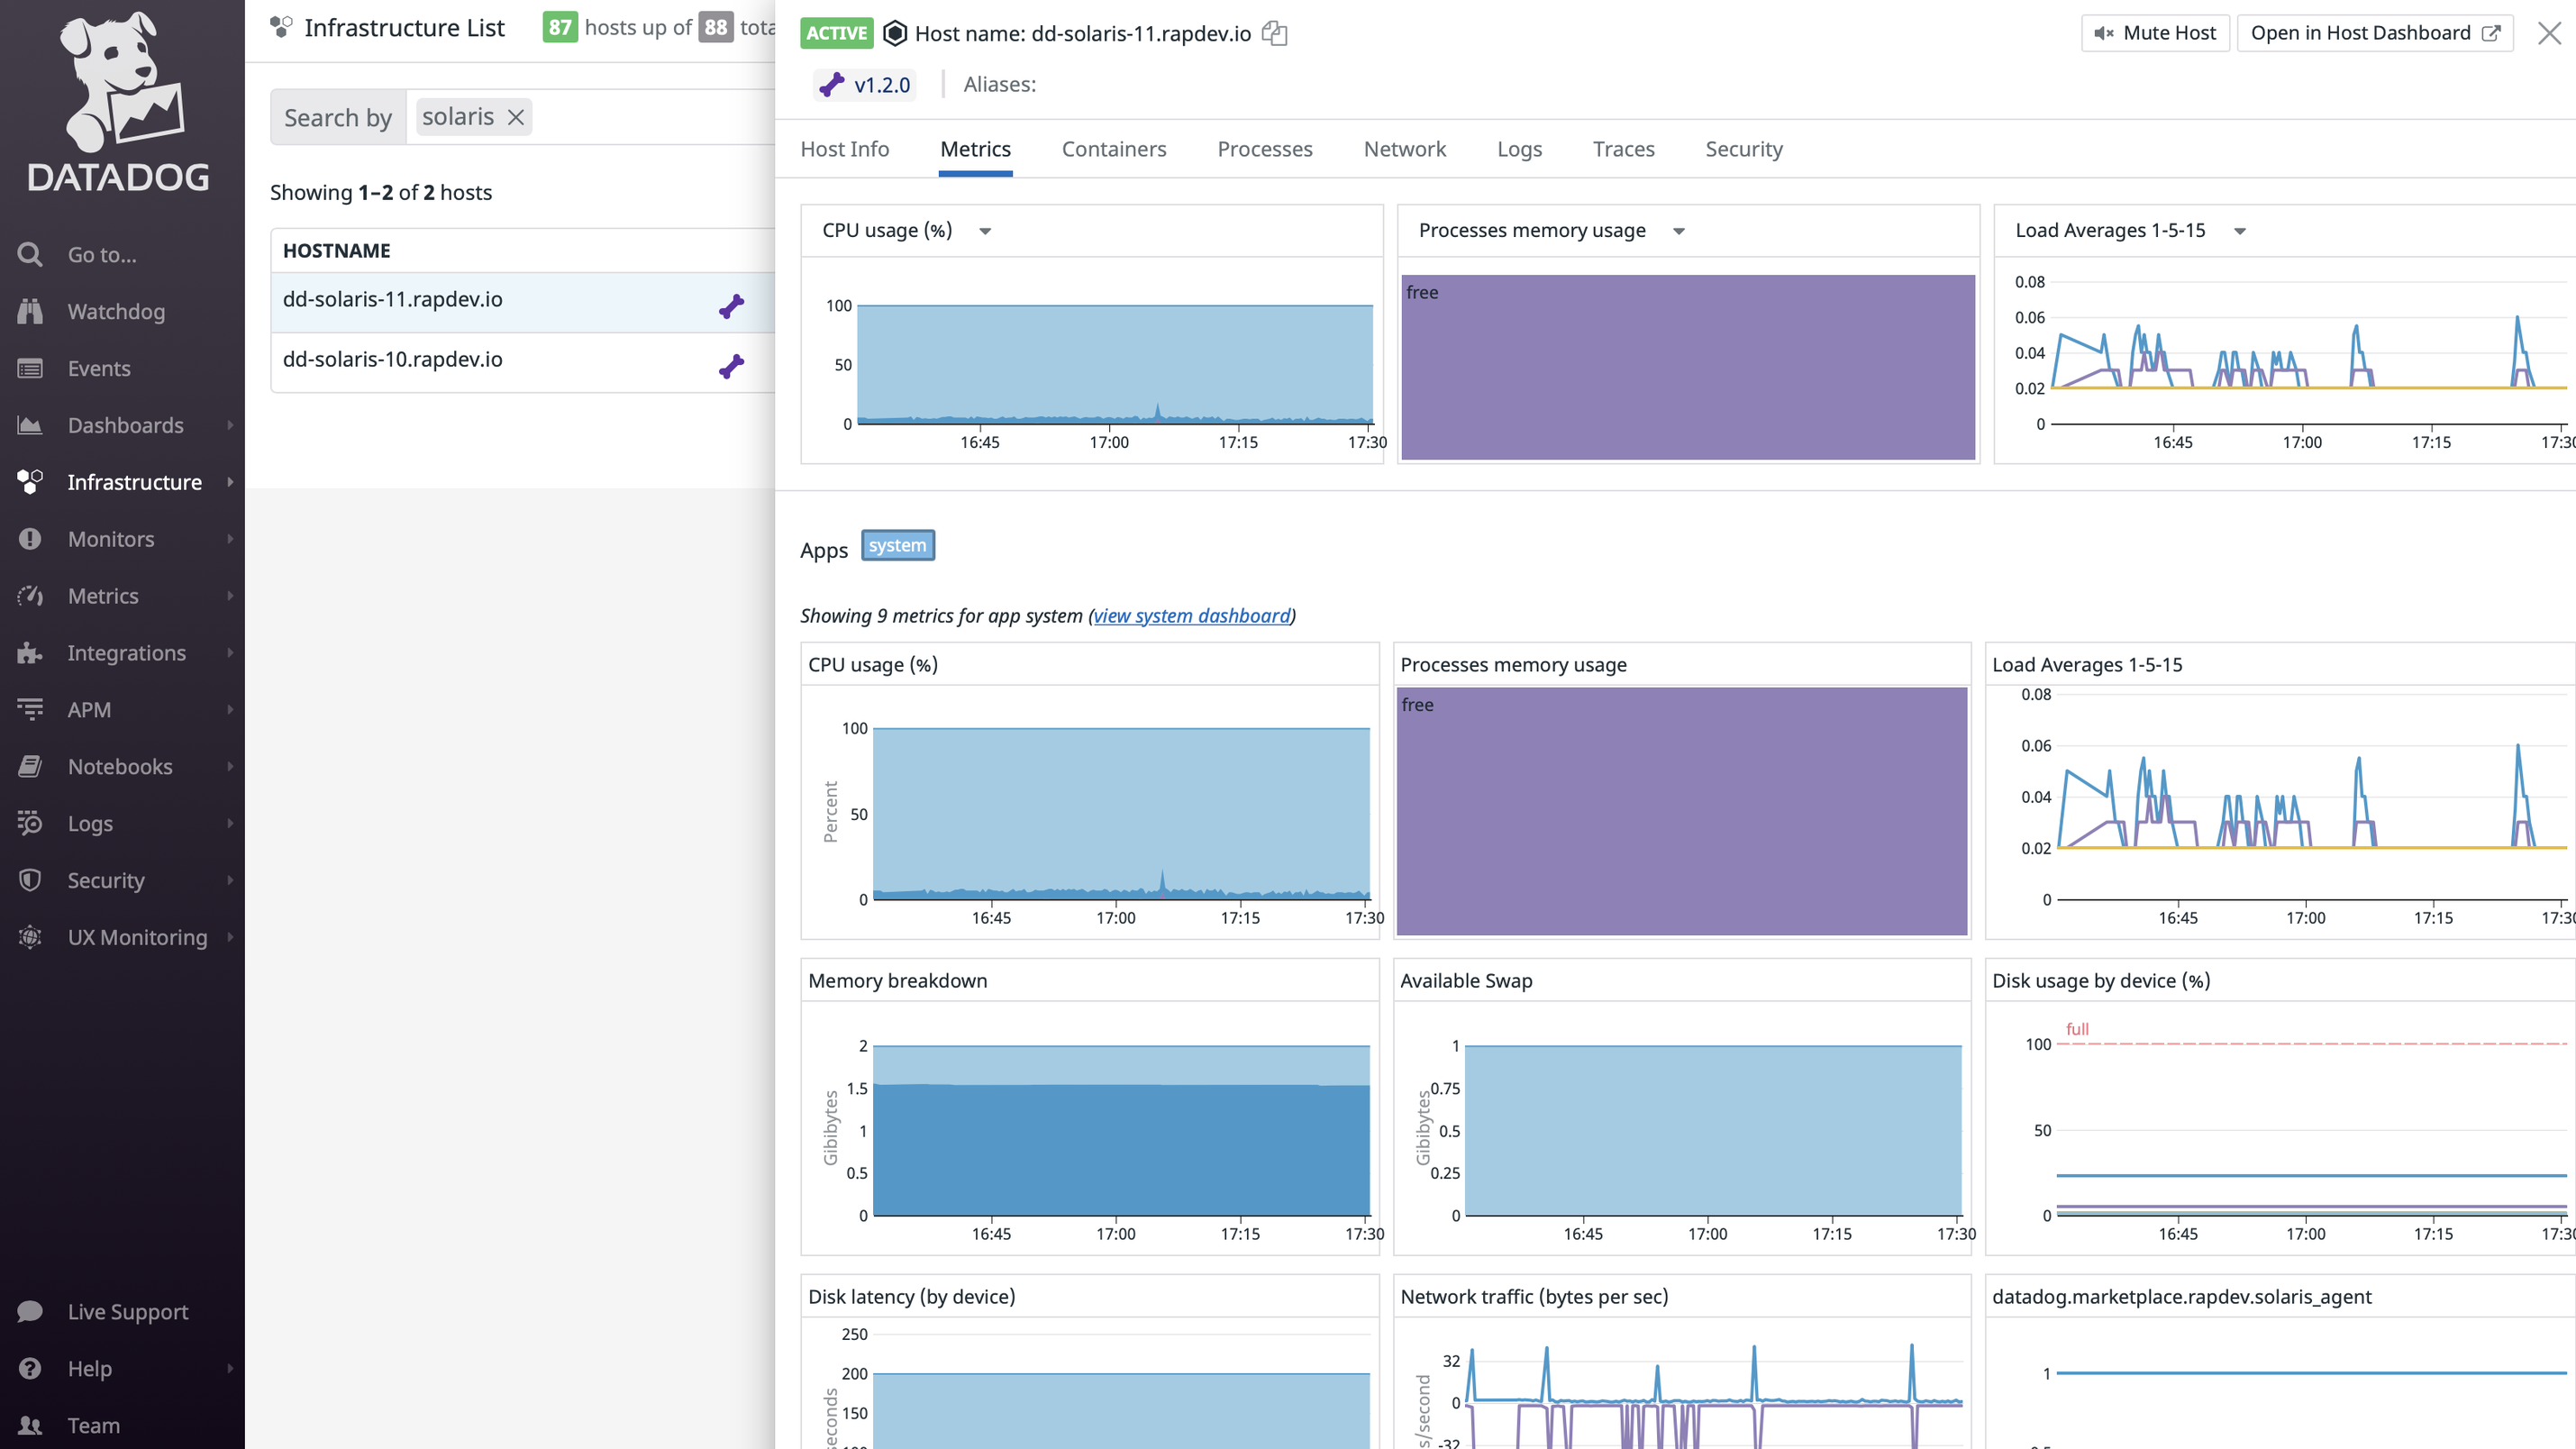 DATADOG
Go to...
Watchdog
Events
Dashboards
Infrastructure
Monitors
Metrics
Integrations
APM
Notebooks
Logs
Security
UX Monitoring
Live Support
Help
Team
Infrastructure List
87 hosts up of 88
Search by solaris
Showing 1–2 of 2 hosts
HOSTNAME
dd-solaris-11.rapdev.io
dd-solaris-10.rapdev.io
ACTIVE Host name: dd-solaris-11.rapdev.io
Mute Host
Open in Host Dashboard
v1.2.0
Aliases:
Host Info Metrics Containers Processes Network Logs Traces Security
CPU usage (%)
100
50
0
16:45 17:00 17:15 17:30
Processes memory usage
free
Load Averages 1-5-15
0.08
0.06
0.04
0.02
0
16:45 17:00 17:15
Apps system
Showing 9 metrics for app system (view system dashboard)
CPU usage (%)
Percent
100
50
0
16:45 17:00 17:15 17:30
Processes memory usage
free
Load Averages 1-5-15
0.08
0.06
0.04
0.02
0
16:45 17:00 17:15
Memory breakdown
Gibibytes
2
1.5
1
0.5
0
16:45 17:00 17:15 17:30
Available Swap
Gibibytes
1
0.75
0.5
0.25
0
16:45 17:00 17:15 17:30
Disk usage by device (%)
full
100
50
0
16:45 17:00 17:15
Disk latency (by device)
250
200
150
Network traffic (bytes per sec)
s/second
32
0
-32
datadog.marketplace.rapdev.solaris_agent
1